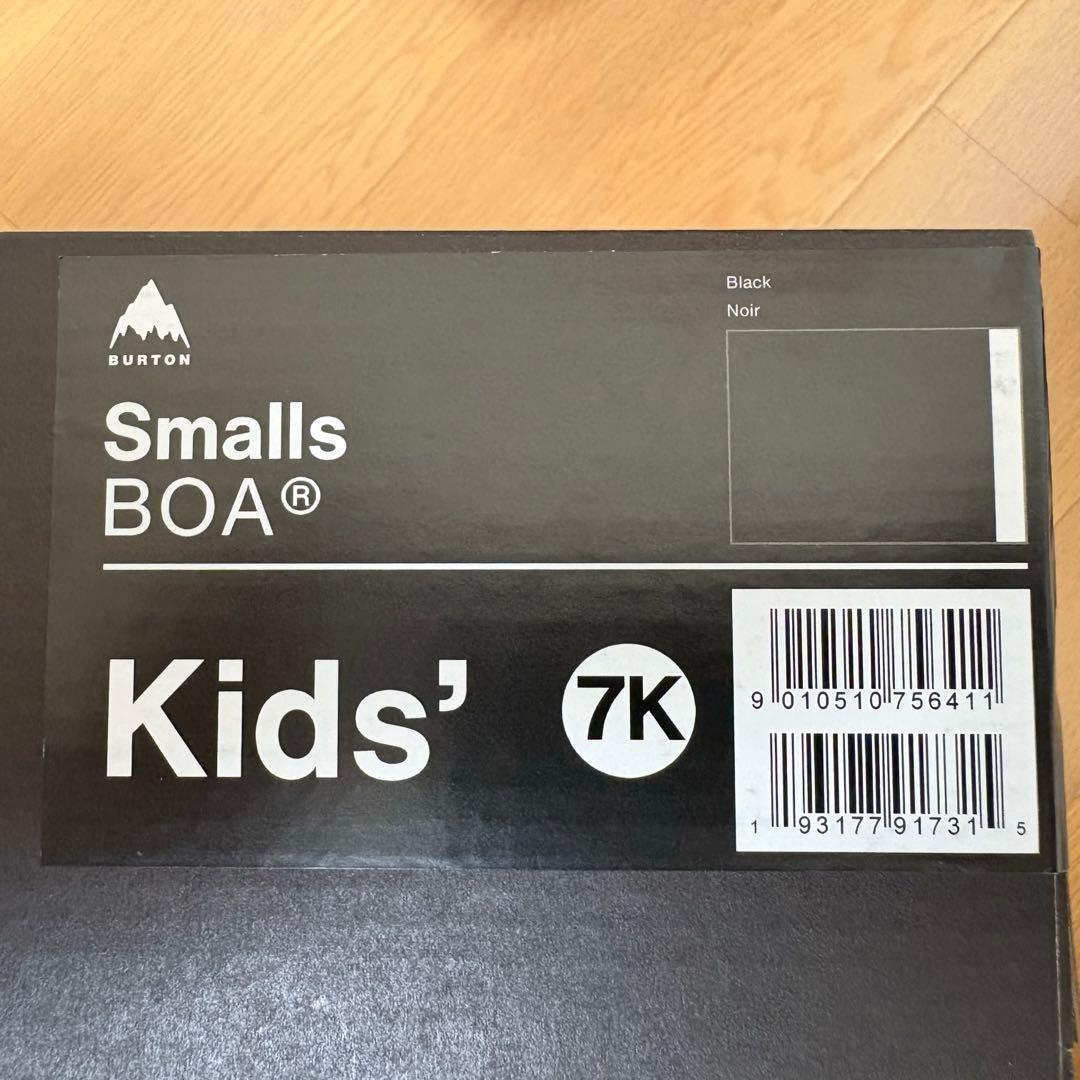 BURTON
Smalls
BOA®
Black
Noir
Kids’
7K
9 010510 756411
1 93177 91731 5